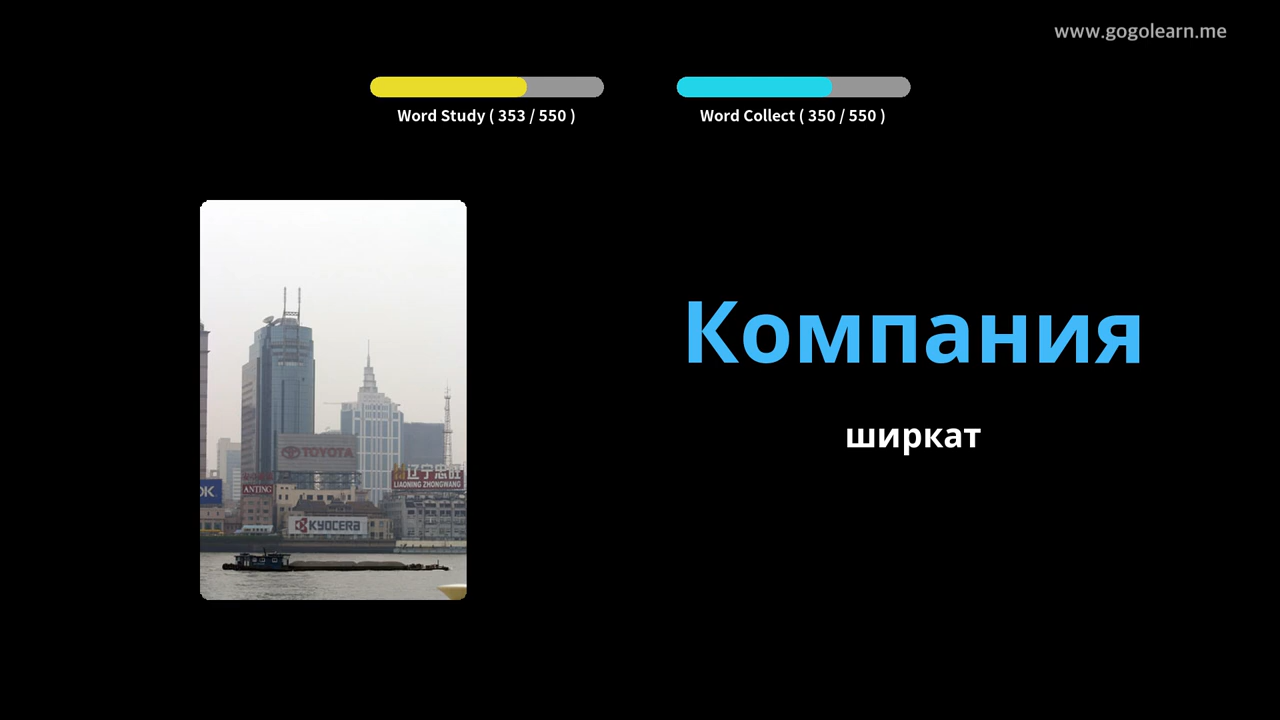 www.gogolearn.me
Word Study ( 353 / 550 )
Word Collect ( 350 / 550 )
Компания
ширкат
TOYOTA
辽宁忠旺
LIAONING ZHONGWANG
ANTING
OK
KYOCERA